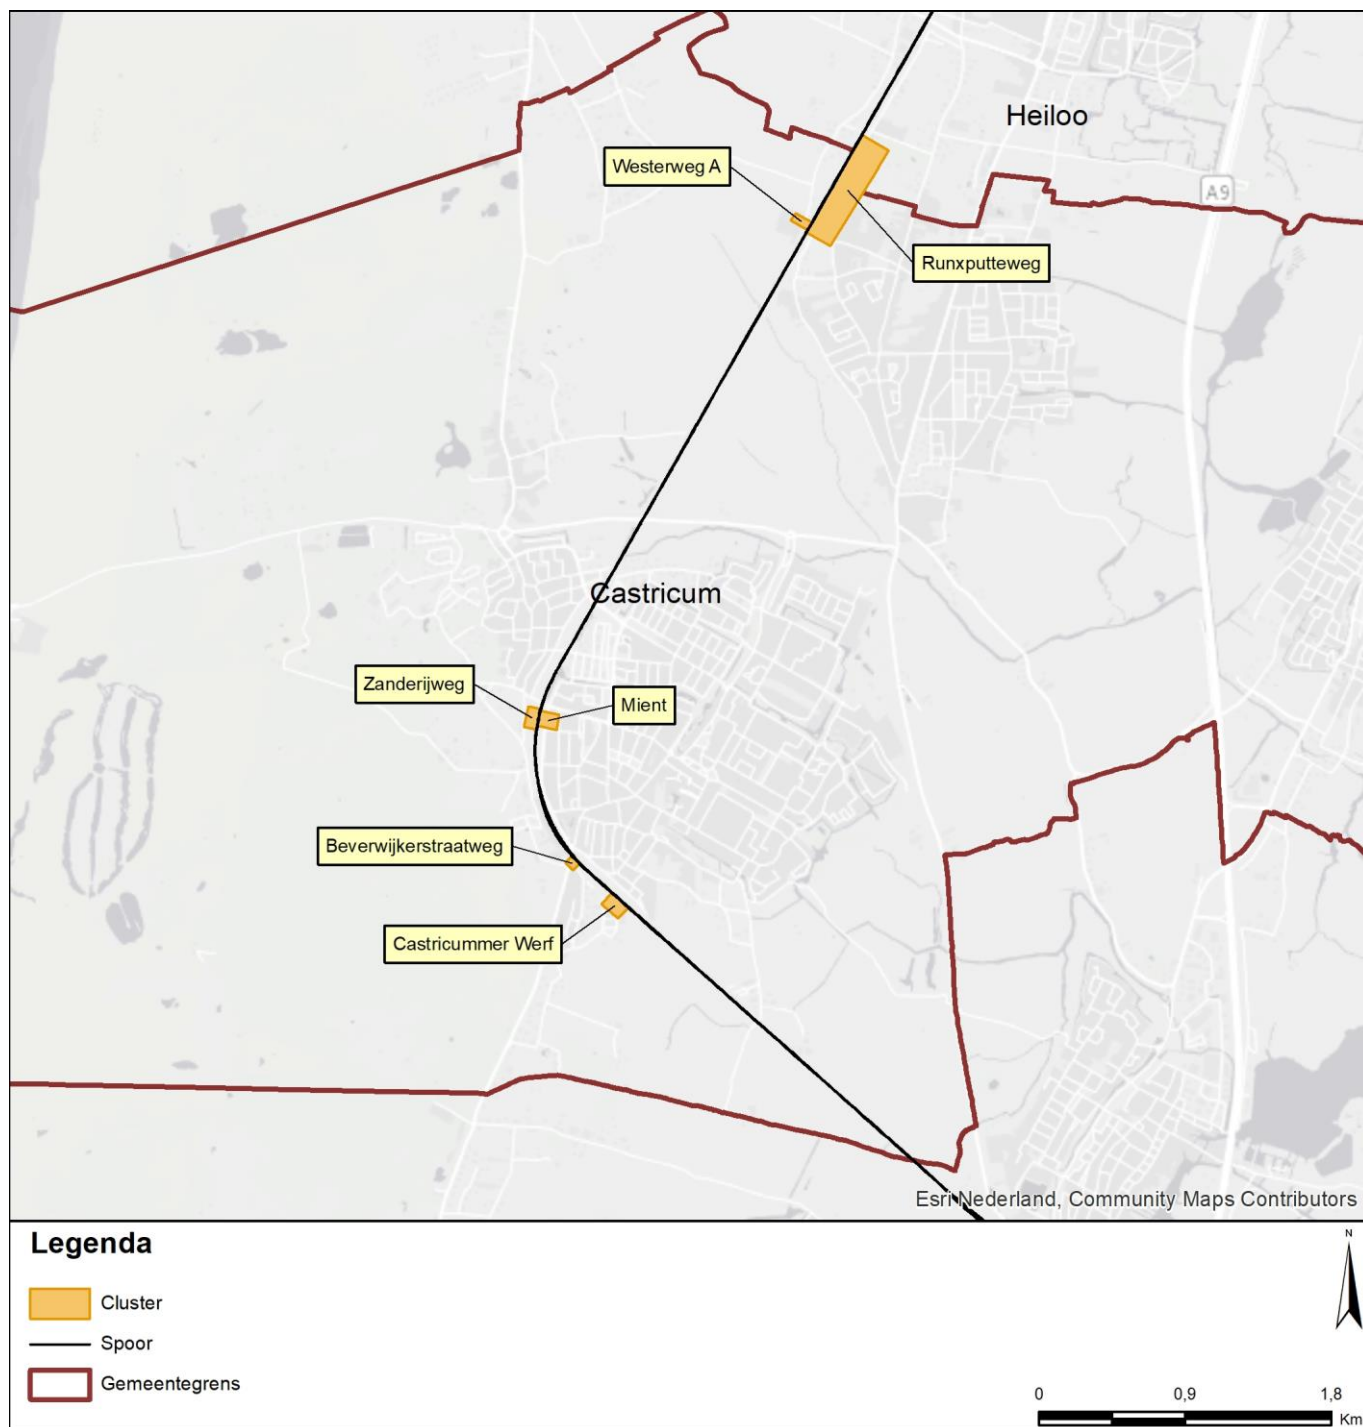 Heiloo
Westerweg A
A9
Runxputteweg
Castricum
Zanderijweg
Mient
Beverwijkerstraatweg
Castricummer Werf
Esri Nederland, Community Maps Contributors
Legenda
N
Cluster
Spoor
Gemeentegrens
0 0,9 1,8
Km